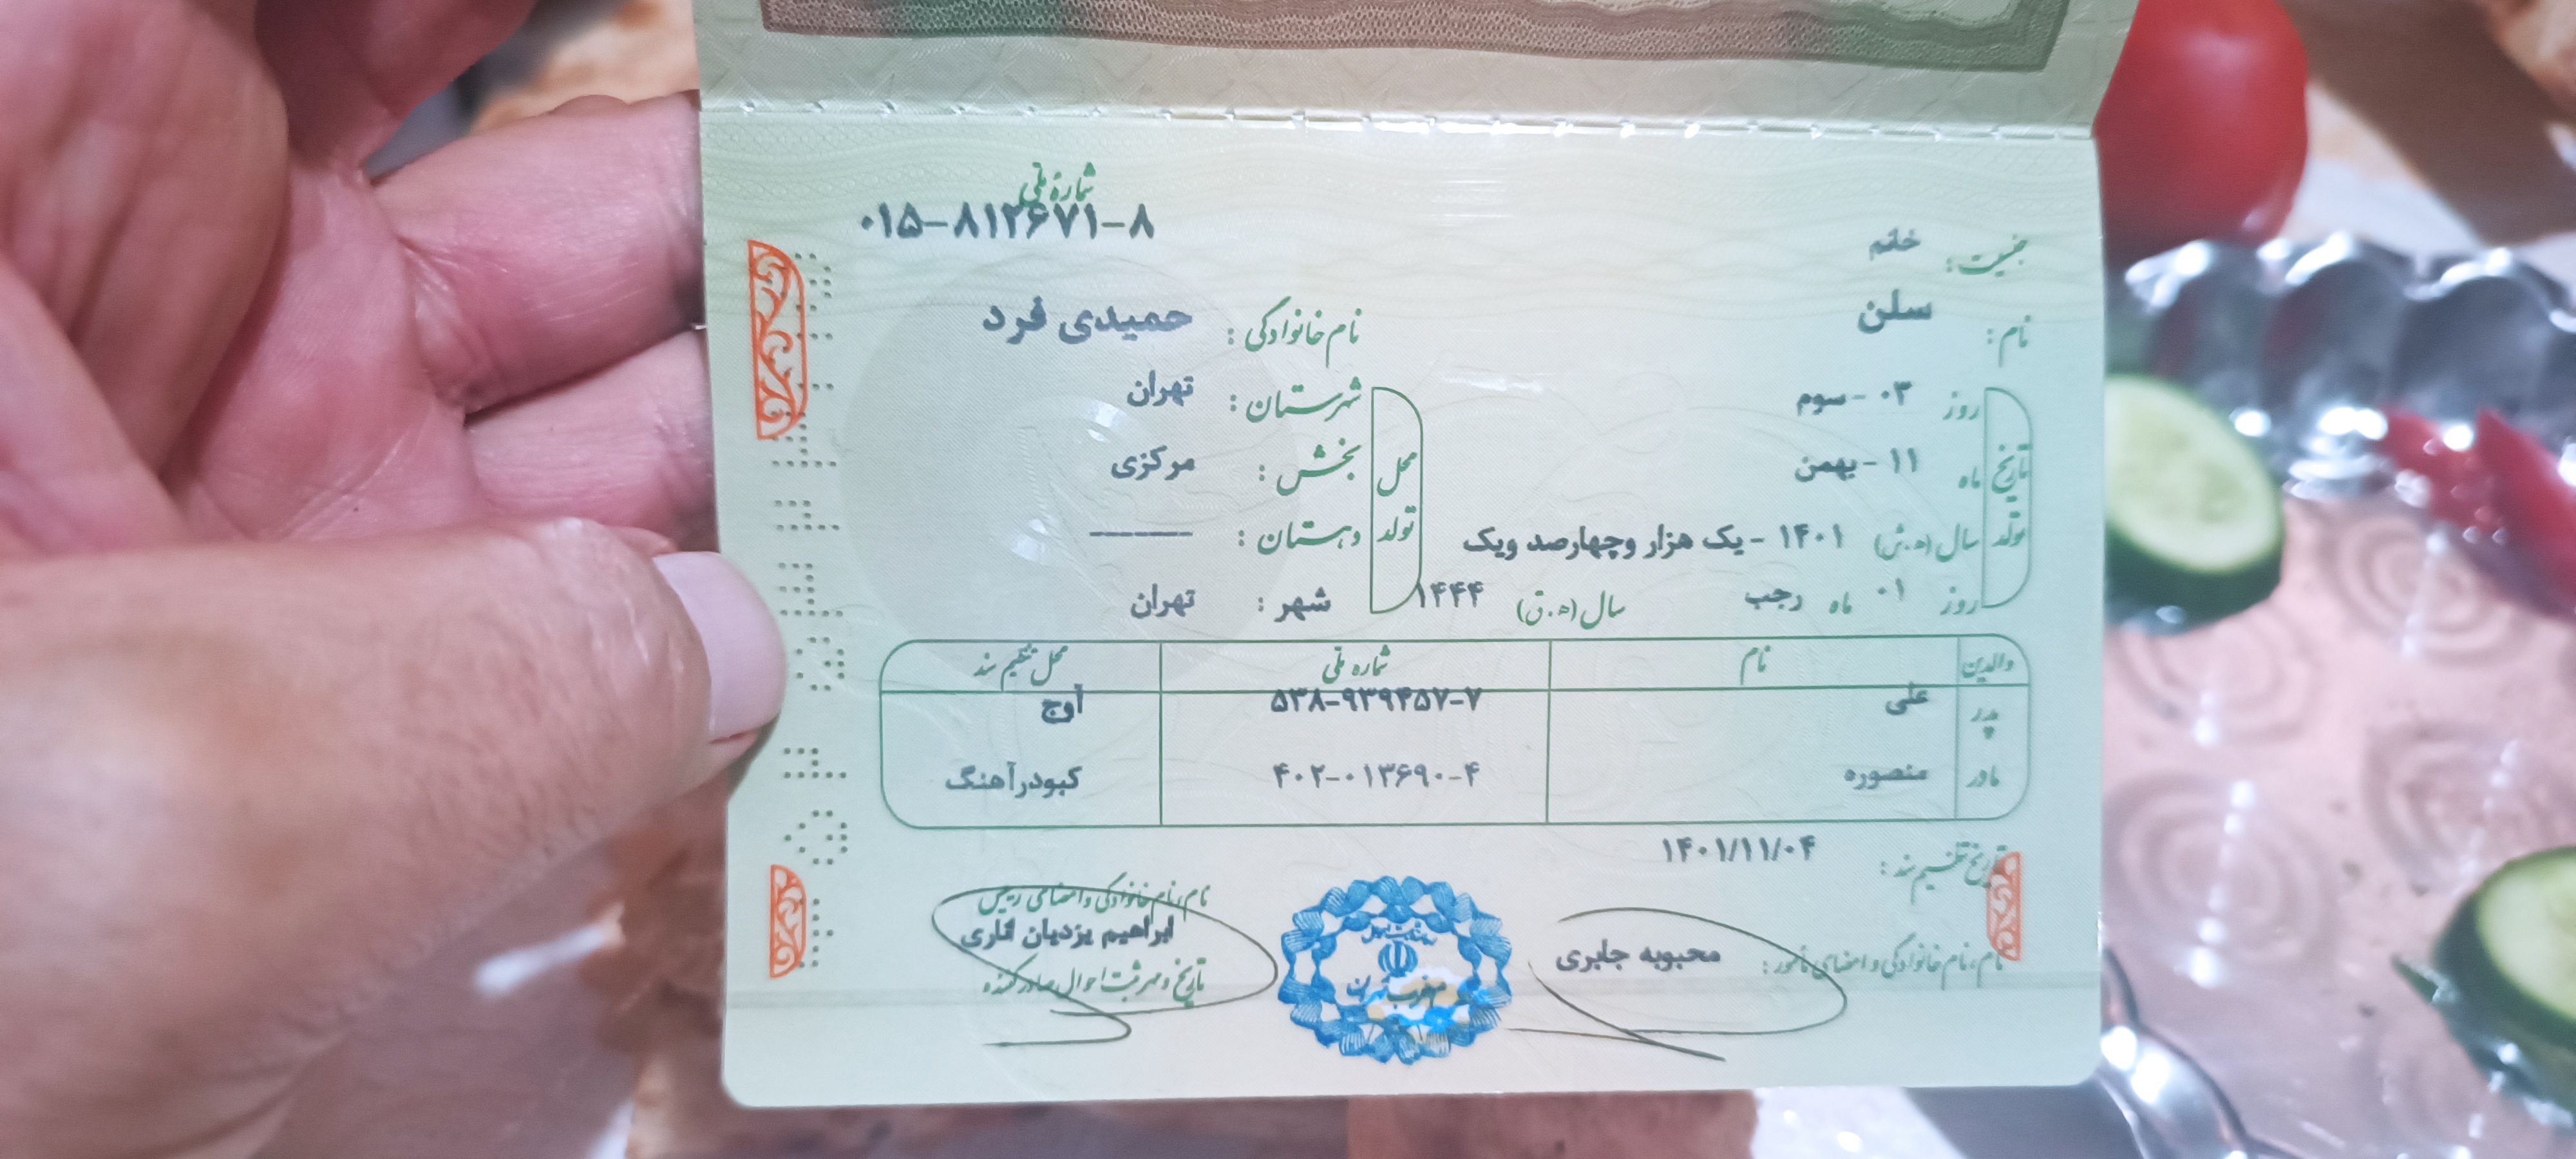 شماره ملی
۰۱۵-۸۱۲۶۷۱-۸
جنسیت: خانم
نام: سلن
نام خانوادگی: حمیدی فرد
تاریخ تولد
روز ۰۳ - سوم
ماه ۱۱ - بهمن
سال (ه.ش) ۱۴۰۱ - یک هزار وچهارصد ویک
روز ۰۱ ماه رجب سال (ه.ق) ۱۴۴۴
محل تولد
شهرستان: تهران
بخش: مرکزی
دهستان: -------
شهر: تهران
والدین نام شماره ملی محل تنظیم سند
پدر علی ۵۳۸-۹۳۹۴۵۷-۷ آوج
مادر منصوره ۴۰۲-۰۱۳۶۹۰-۴ کبودرآهنگ
تاریخ تنظیم سند: ۱۴۰۱/۱۱/۰۴
نام، نام خانوادگی و امضای مأمور: محبوبه جابری
نام، نام خانوادگی و امضای رییس
ابراهیم یزدیان اناری
تاریخ و مهر ثبت احوال صادر کننده